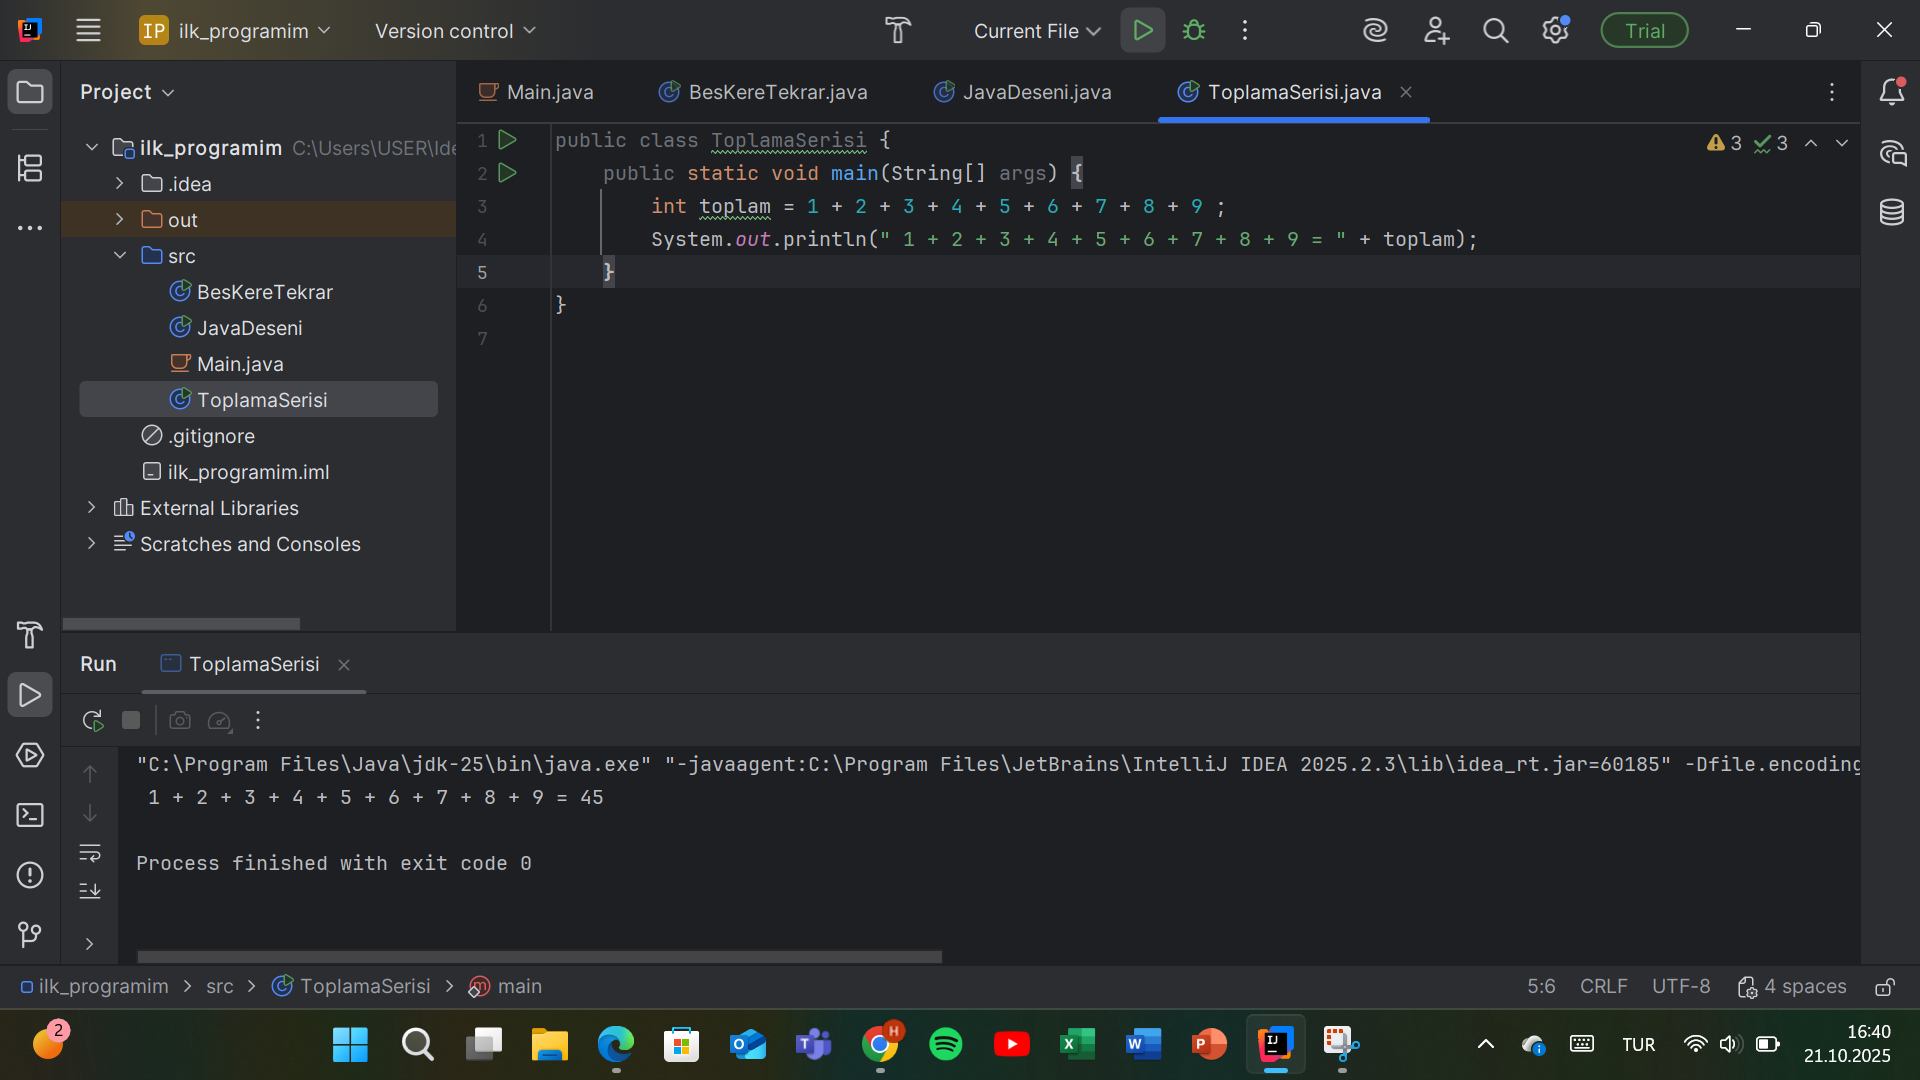 IP ilk_programim Version control Current File Trial
Project
Main.java BesKereTekrar.java JavaDeseni.java ToplamaSerisi.java
ilk_programim C:\Users\USER\Ide
.idea
out
src
BesKereTekrar
JavaDeseni
Main.java
ToplamaSerisi
.gitignore
ilk_programim.iml
External Libraries
Scratches and Consoles
3 3
1 public class ToplamaSerisi {
2 public static void main(String[] args) {
3 int toplam = 1 + 2 + 3 + 4 + 5 + 6 + 7 + 8 + 9 ;
4 System.out.println(" 1 + 2 + 3 + 4 + 5 + 6 + 7 + 8 + 9 = " + toplam);
5 }
6 }
7
Run ToplamaSerisi
"C:\Program Files\Java\jdk-25\bin\java.exe" "-javaagent:C:\Program Files\JetBrains\IntelliJ IDEA 2025.2.3\lib\idea_rt.jar=60185" -Dfile.encoding
1 + 2 + 3 + 4 + 5 + 6 + 7 + 8 + 9 = 45
Process finished with exit code 0
ilk_programim src ToplamaSerisi main 5:6 CRLF UTF-8 4 spaces
2 H TUR 16:40
21.10.2025